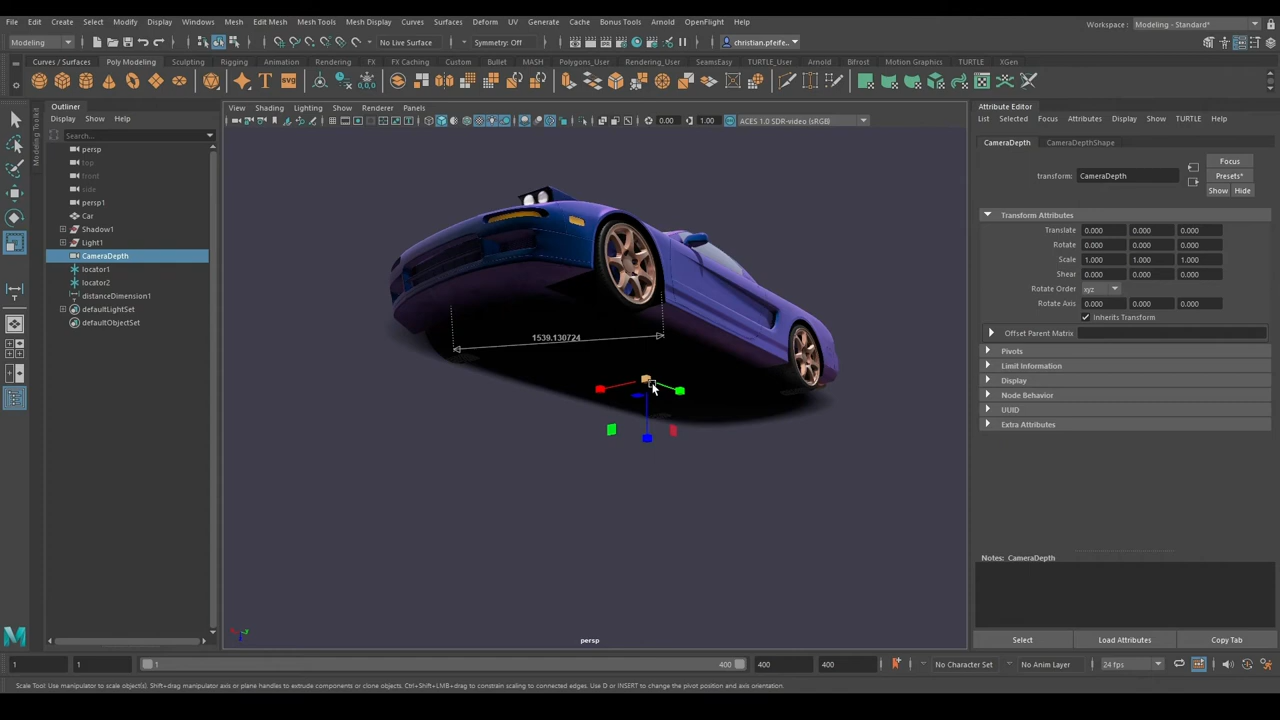 File Edit Create Select Modify Display Windows Mesh Edit Mesh Mesh Tools Mesh Display Curves Surfaces Deform UV Generate Cache Bonus Tools Arnold OpenFlight Help
Workspace : Modeling - Standard*
Modeling No Live Surface Symmetry: Off christian.pfeife..
Curves / Surfaces Poly Modeling Sculpting Rigging Animation Rendering FX FX Caching Custom Bullet MASH Polygons_User Rendering_User SeamsEasy TURTLE_User Arnold Bifrost Motion Graphics TURTLE XGen
T SVG 0,0,0
Modeling Toolkit
Outliner
Display Show Help
Search...
persp
top
front
side
persp1
Car
Shadow1
Light1
CameraDepth
locator1
locator2
distanceDimension1
defaultLightSet
defaultObjectSet
View Shading Lighting Show Renderer Panels
0.00 1.00 ACES 1.0 SDR-video (sRGB)
1539.130724
persp
Attribute Editor
List Selected Focus Attributes Display Show TURTLE Help
CameraDepth CameraDepthShape
transform: CameraDepth
Focus
Presets*
Show Hide
Transform Attributes
Translate 0.000 0.000 0.000
Rotate 0.000 0.000 0.000
Scale 1.000 1.000 1.000
Shear 0.000 0.000 0.000
Rotate Order xyz
Rotate Axis 0.000 0.000 0.000
Inherits Transform
Offset Parent Matrix
Pivots
Limit Information
Display
Node Behavior
UUID
Extra Attributes
Notes: CameraDepth
Select Load Attributes Copy Tab
1 1 1 400 400 400 No Character Set No Anim Layer 24 fps
Scale Tool: Use manipulator to scale object(s). Shift+drag manipulator axis or plane handles to extrude components or clone objects. Ctrl+Shift+LMB+drag to constrain scaling to connected edges. Use D or INSERT to change the pivot position and axis orientation.